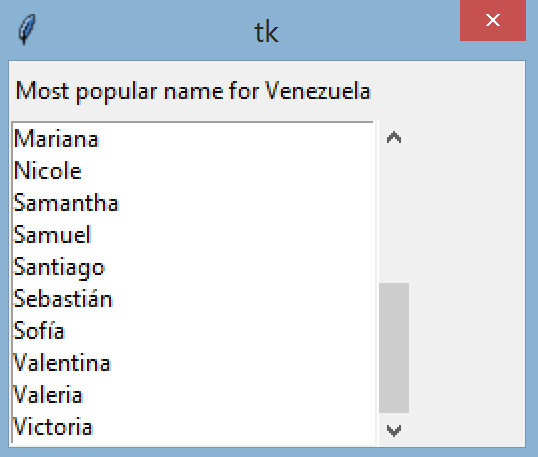 tk
Most popular name for Venezuela
Mariana
Nicole
Samantha
Samuel
Santiago
Sebastián
Sofía
Valentina
Valeria
Victoria